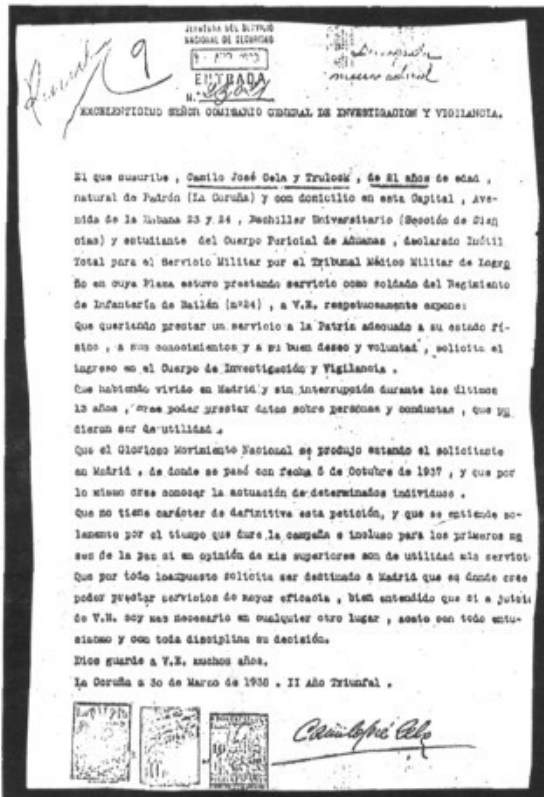 9
JEFATURA DEL SERVICIO
NACIONAL DE SEGURIDAD
ENTRADA
N.º
EXCELENTISIMO SEÑOR COMISARIO GENERAL DE INVESTIGACION Y VIGILANCIA.
El que suscribe , Camilo José Cela y Trulock , de 21 años de edad ,
natural de Padrón (La Coruña) y con domicilio en esta Capital , Ave-
nida de la Habana 23 y 24 , Bachiller Universitario (Sección de Cien
cias) y estudiante del Cuerpo Pericial de Aduanas , declarado Inútil
Total para el Servicio Militar por el Tribunal Médico Militar de Logro
ño en cuya Plaza estuvo prestando servicio como soldado del Regimiento
de Infantería de Bailén (nº24) , a V.E. respetuosamente expone:
Que queriendo prestar un servicio a la Patria adecuado a su estado fí-
sico , a sus conocimientos y a su buen deseo y voluntad , solicita el
ingreso en el Cuerpo de Investigación y Vigilancia .
Que habiendo vivido en Madrid y sin interrupción durante los últimos
13 años , cree poder prestar datos sobre personas y conductas , que pu
dieran ser de utilidad .
Que el Glorioso Movimiento Nacional se produjo estando el solicitante
en Madrid , de donde se pasó con fecha 5 de Octubre de 1937 , y que por
lo mismo cree conocer la actuación de determinados individuos .
Que no tiene carácter de definitiva esta petición, y que se entiende so-
lamente por el tiempo que dure la campaña e incluso para los primeros me
ses de la paz si en opinión de mis superiores son de utilidad mis servicio
Que por todo loexpuesto solicita ser destinado a Madrid que es donde cree
poder prestar servicios de mayor eficacia , bien entendido que si a juicio
de V.E. soy mas necesario en cualquier otro lugar , acato con todo entu-
siasmo y con toda disciplina su decisión.
Dios guarde a V.E. muchos años.
La Coruña a 30 de Marzo de 1938 . II Año Triunfal .
Camilo José Cela